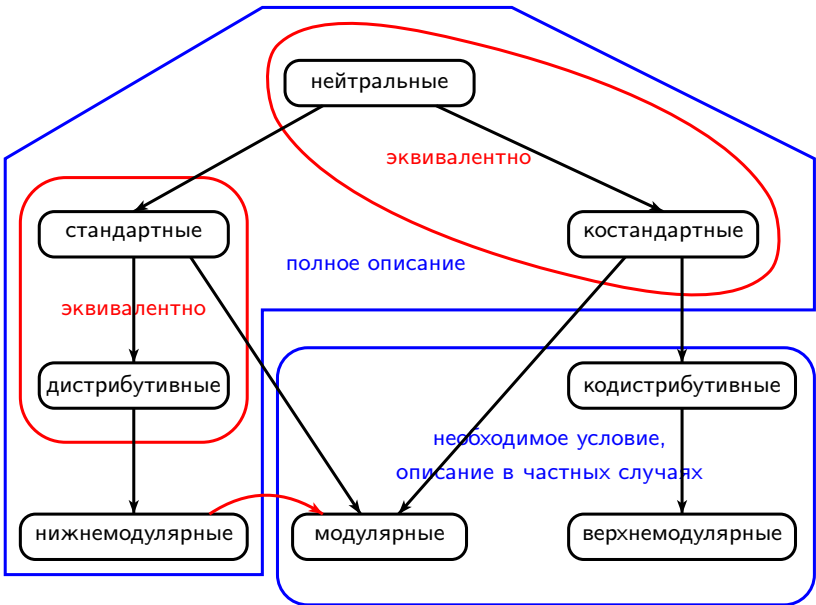 нейтральные
эквивалентно
стандартные
костандартные
полное описание
эквивалентно
дистрибутивные
кодистрибутивные
необходимое условие,
описание в частных случаях
нижнемодулярные
модулярные
верхнемодулярные